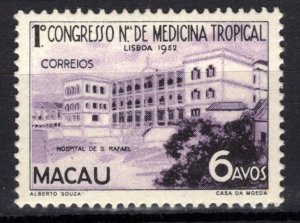 1º CONGRESSO Nal. DE MEDICINA TROPICAL
LISBOA 1952
CORREIOS
HOSPITAL DE S. RAFAEL
MACAU
6 AVOS
ALBERTO SOUZA
CASA DA MOEDA